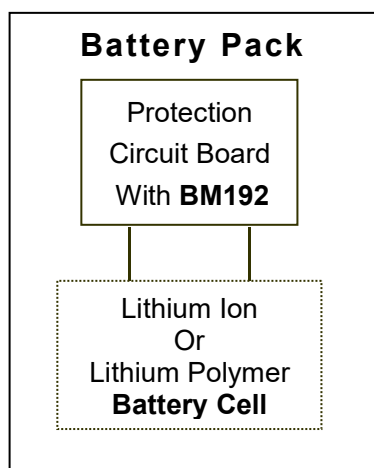 Battery Pack
Protection
Circuit Board
With BM192
Lithium Ion
Or
Lithium Polymer
Battery Cell